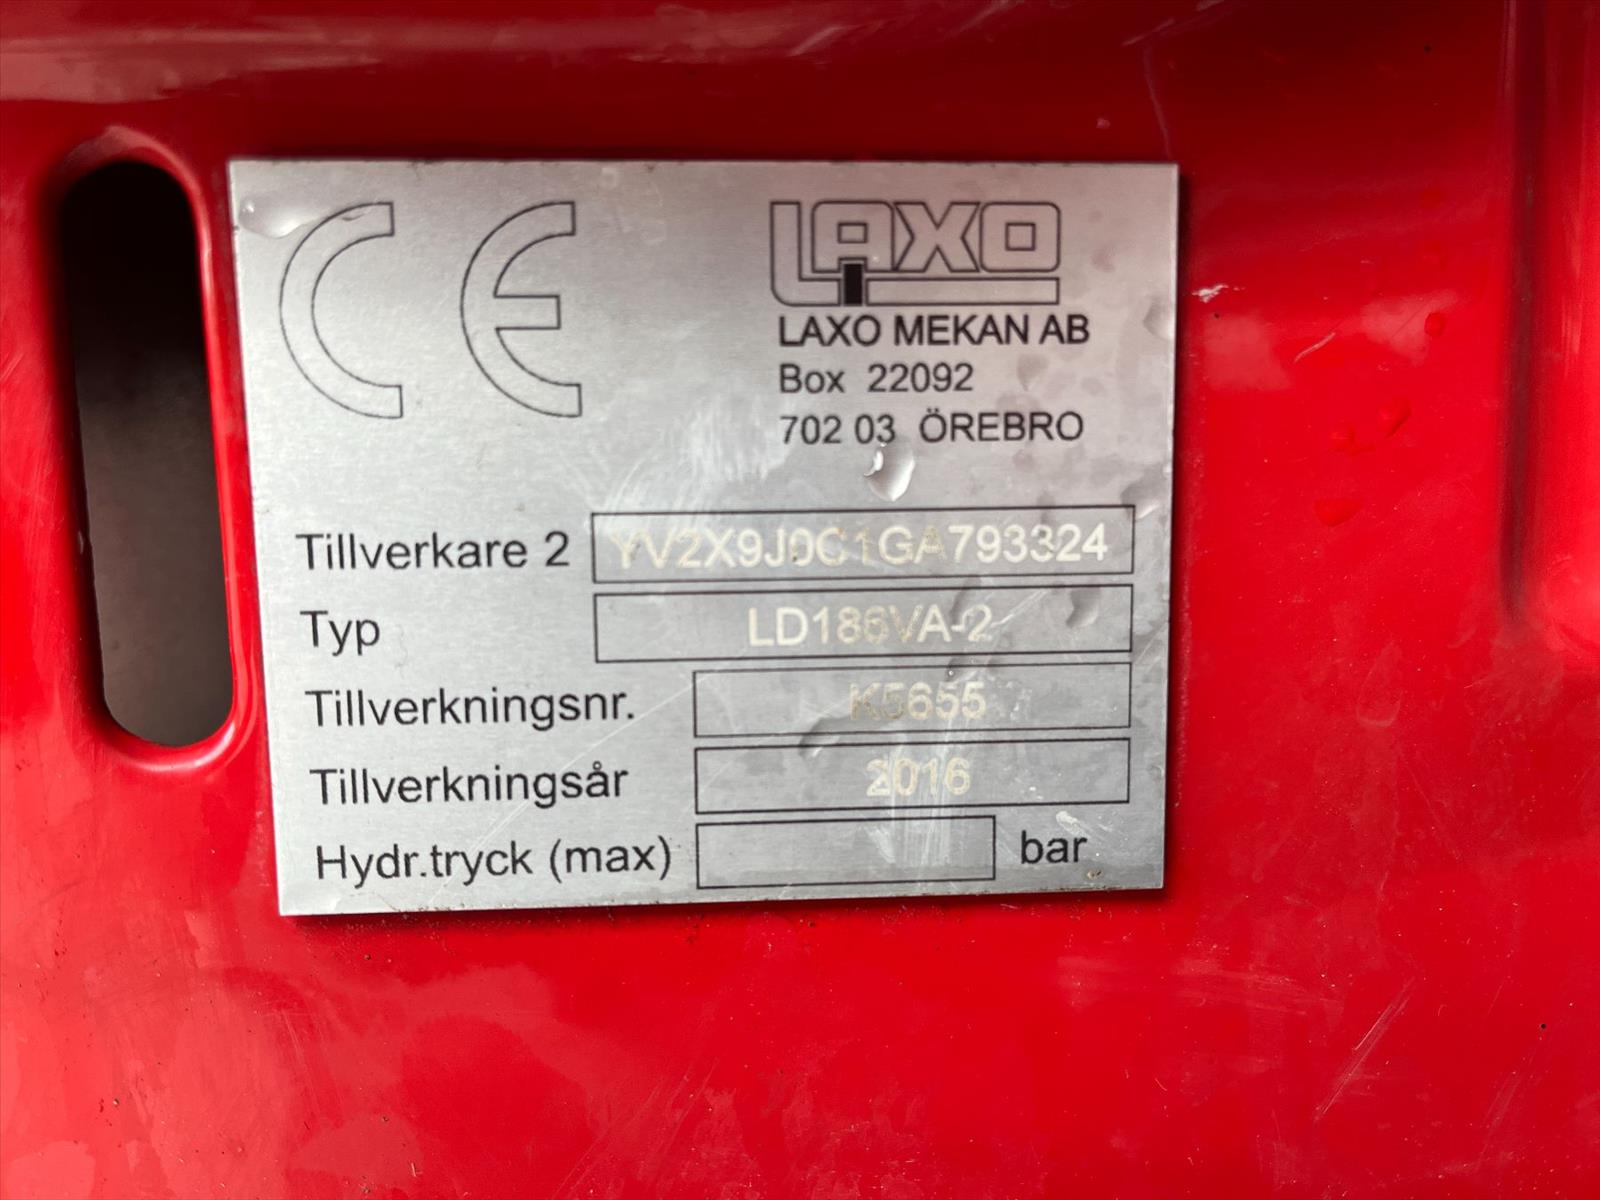 CE
LAXO
LAXO MEKAN AB
Box 22092
702 03 ÖREBRO
Tillverkare 2 YV2X9J0C1GA793324
Typ LD186VA-2
Tillverkningsnr. K5655
Tillverkningsår 2016
Hydr.tryck (max) bar